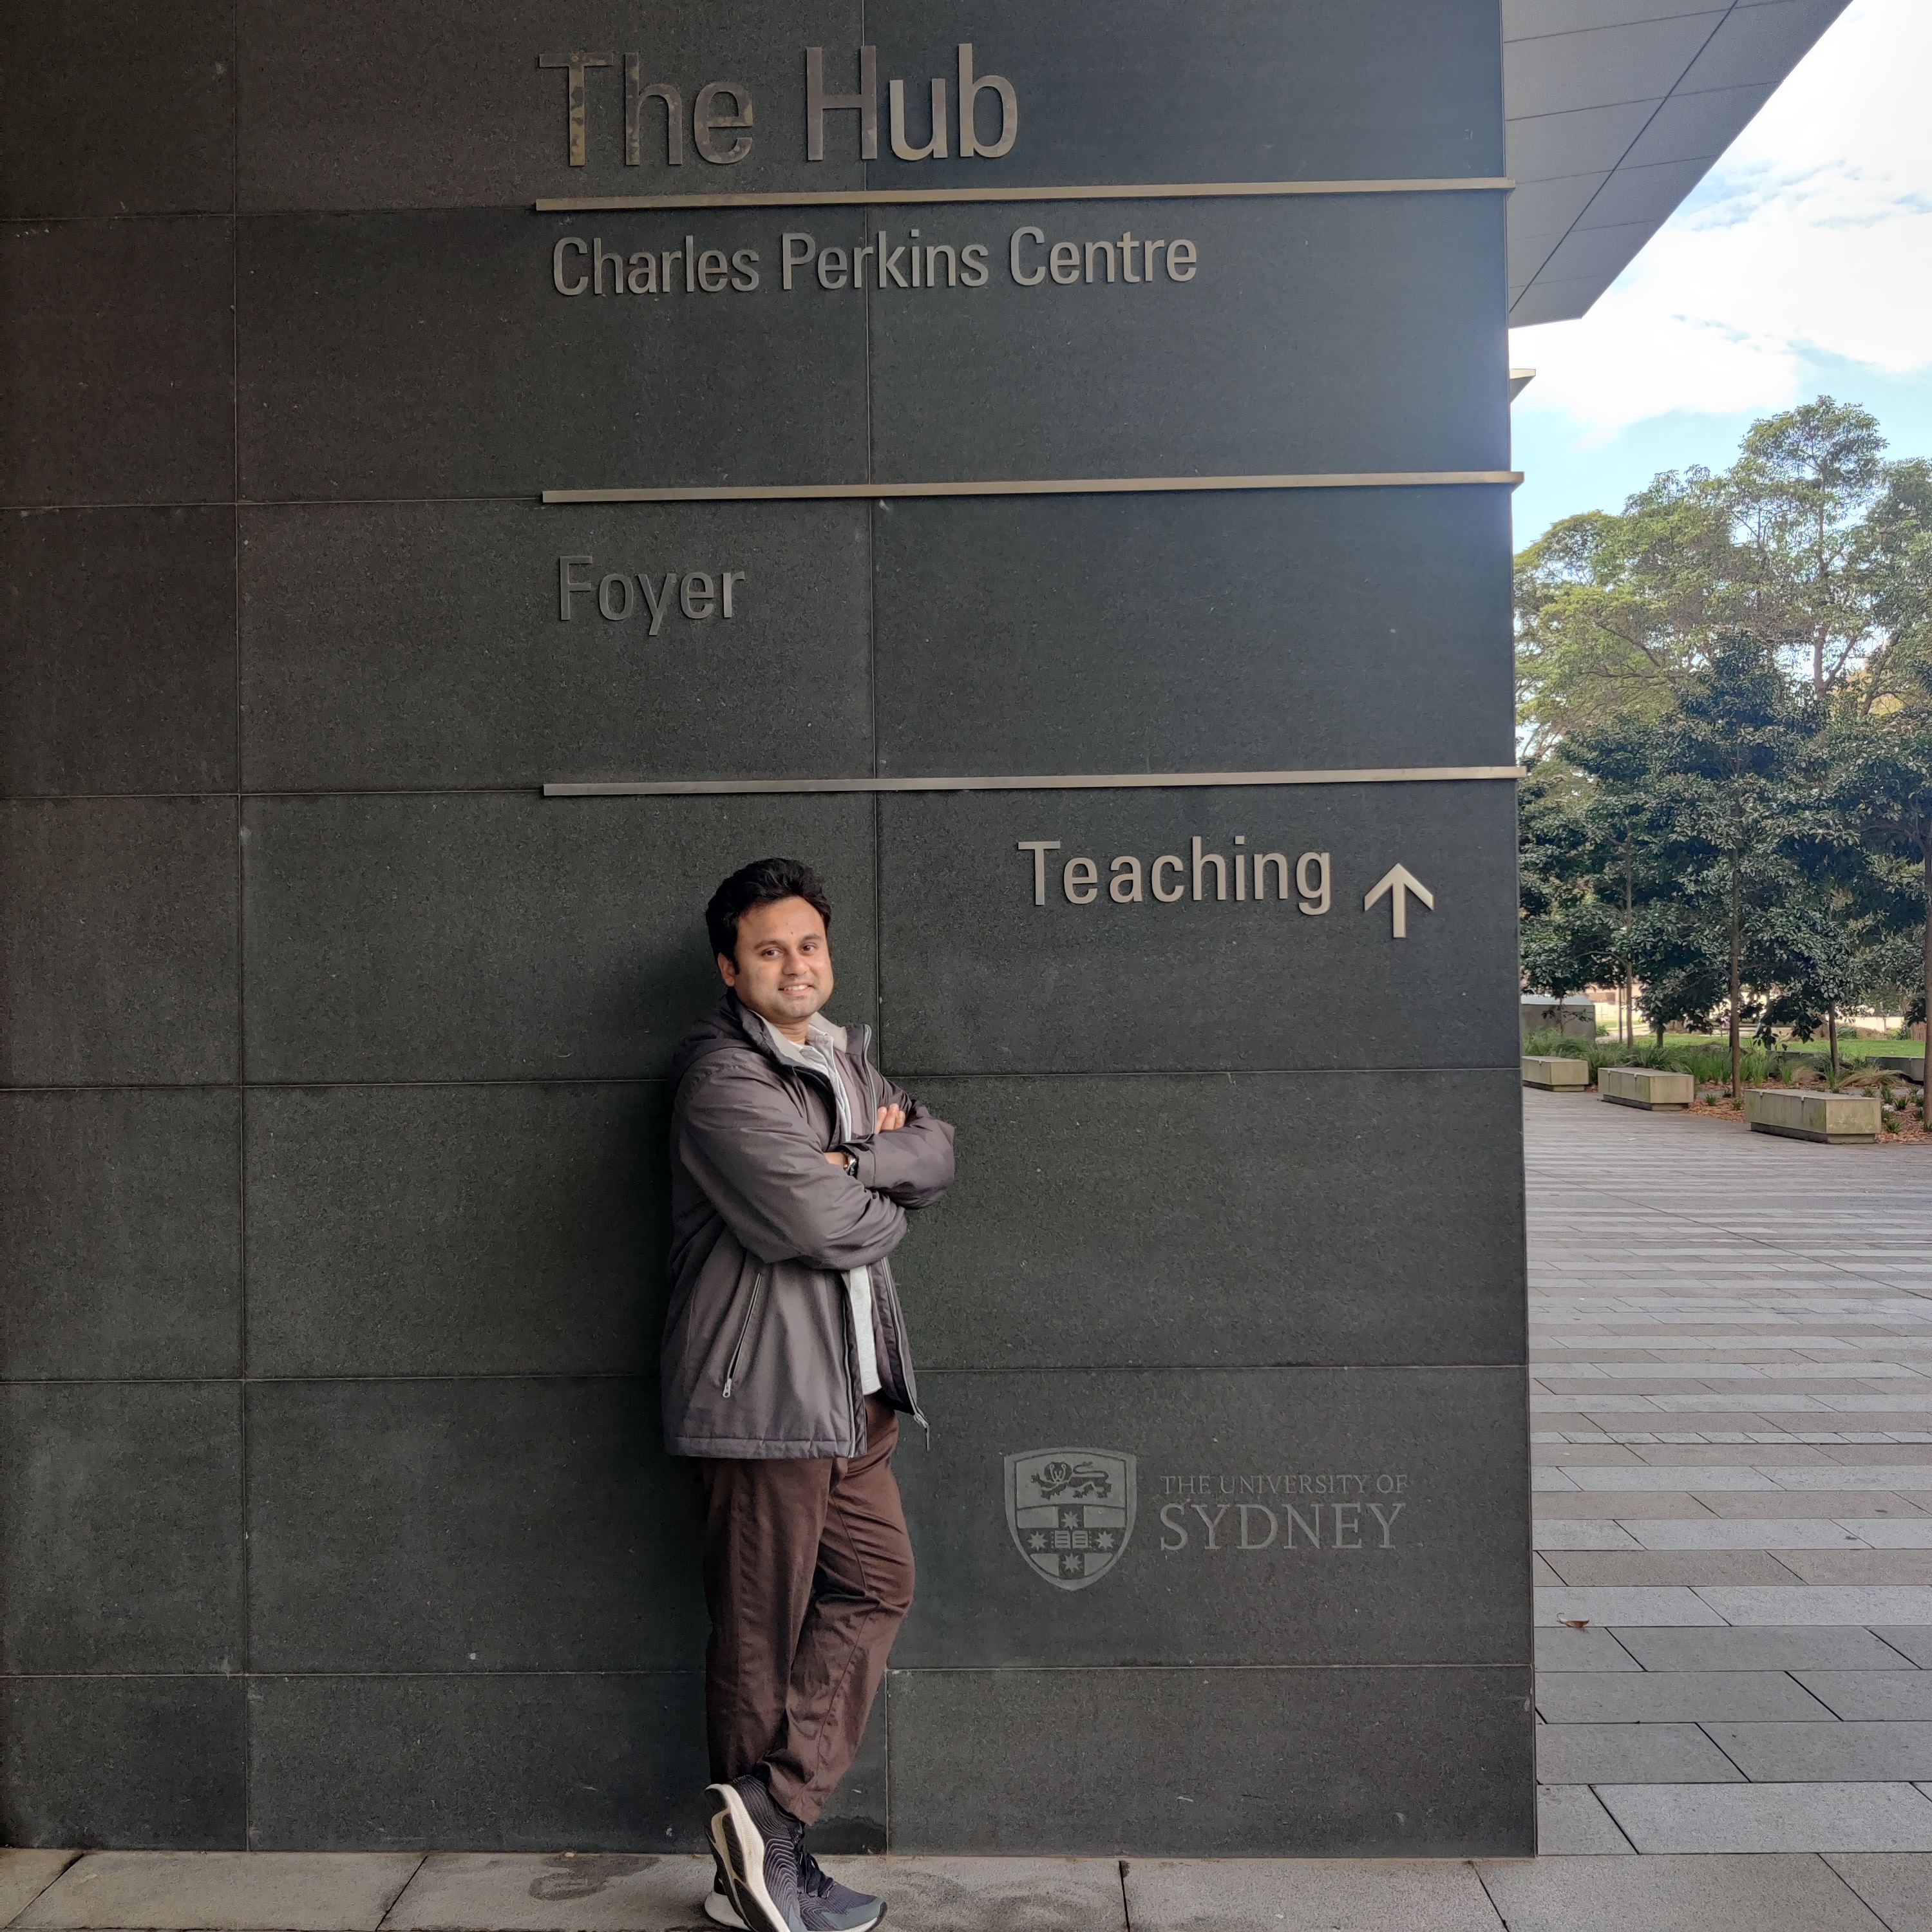 The Hub
Charles Perkins Centre
Foyer
Teaching ↑
THE UNIVERSITY OF
SYDNEY